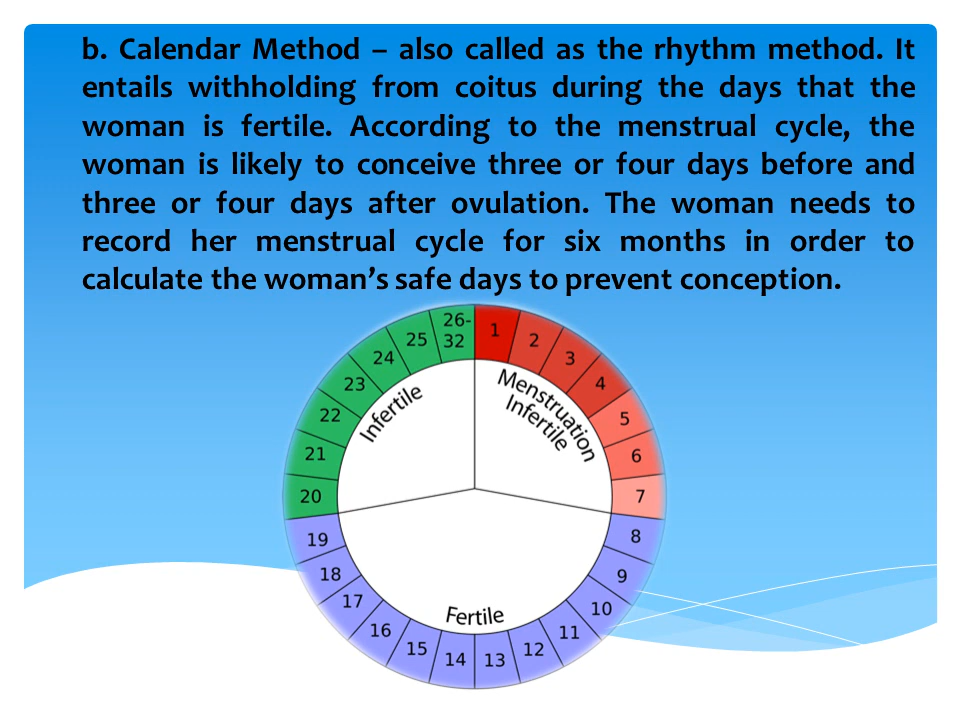 b. Calendar Method – also called as the rhythm method. It
entails withholding from coitus during the days that the
woman is fertile. According to the menstrual cycle, the
woman is likely to conceive three or four days before and
three or four days after ovulation. The woman needs to
record her menstrual cycle for six months in order to
calculate the woman’s safe days to prevent conception.
1
2
3
4
5
6
7
8
9
10
11
12
13
14
15
16
17
18
19
20
21
22
23
24
25
26-
32
Menstruation
Infertile
Fertile
Infertile